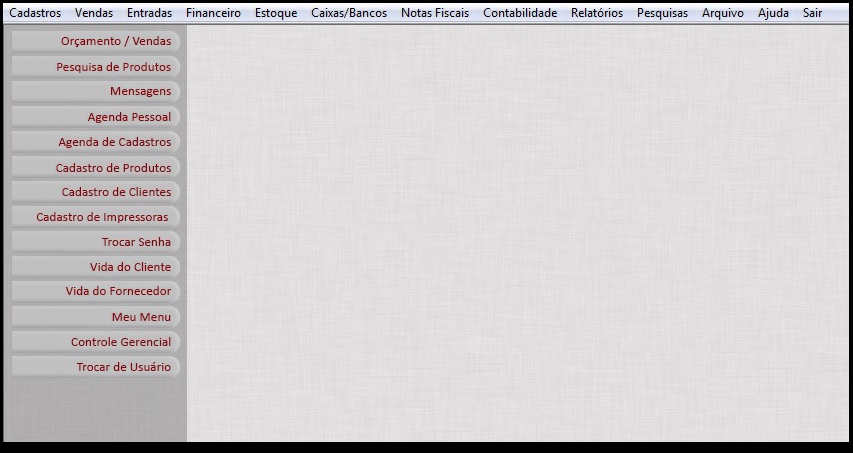 Cadastros Vendas Entradas Financeiro Estoque Caixas/Bancos Notas Fiscais Contabilidade Relatórios Pesquisas Arquivo Ajuda Sair
Orçamento / Vendas
Pesquisa de Produtos
Mensagens
Agenda Pessoal
Agenda de Cadastros
Cadastro de Produtos
Cadastro de Clientes
Cadastro de Impressoras
Trocar Senha
Vida do Cliente
Vida do Fornecedor
Meu Menu
Controle Gerencial
Trocar de Usuário